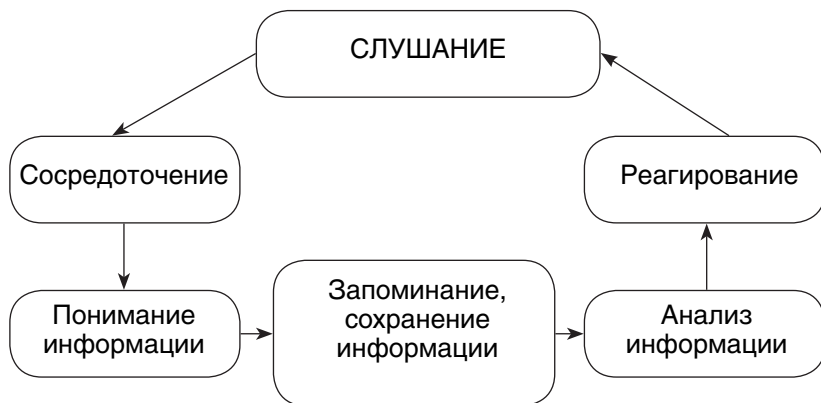 СЛУШАНИЕ
Сосредоточение
Реагирование
Понимание
информации
Запоминание,
сохранение
информации
Анализ
информации